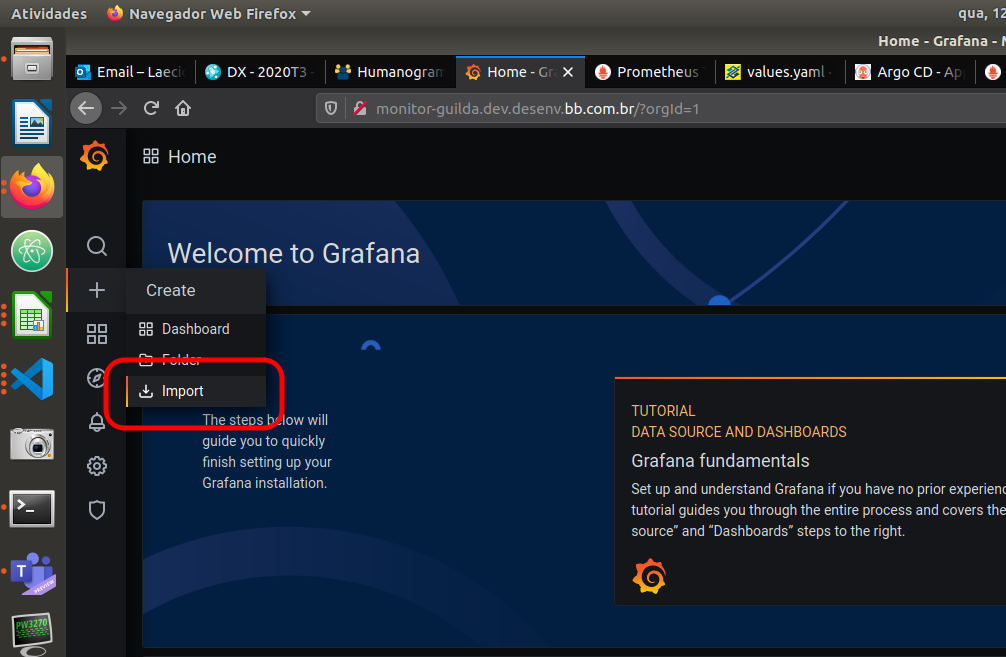 Atividades
Navegador Web Firefox
qua, 12
Home - Grafana -
Email – Laeci
DX - 2020T3 -
Humanogram
Home - Gra
Prometheus
values.yaml -
Argo CD - Ap
monitor-guilda.dev.desenv.bb.com.br/?orgId=1
Home
Welcome to Grafana
Create
Dashboard
Folder
Import
The steps below will
guide you to quickly
finish setting up your
Grafana installation.
TUTORIAL
DATA SOURCE AND DASHBOARDS
Grafana fundamentals
Set up and understand Grafana if you have no prior experienc
tutorial guides you through the entire process and covers the
source” and “Dashboards” steps to the right.
T
PREVIEW
PW3270